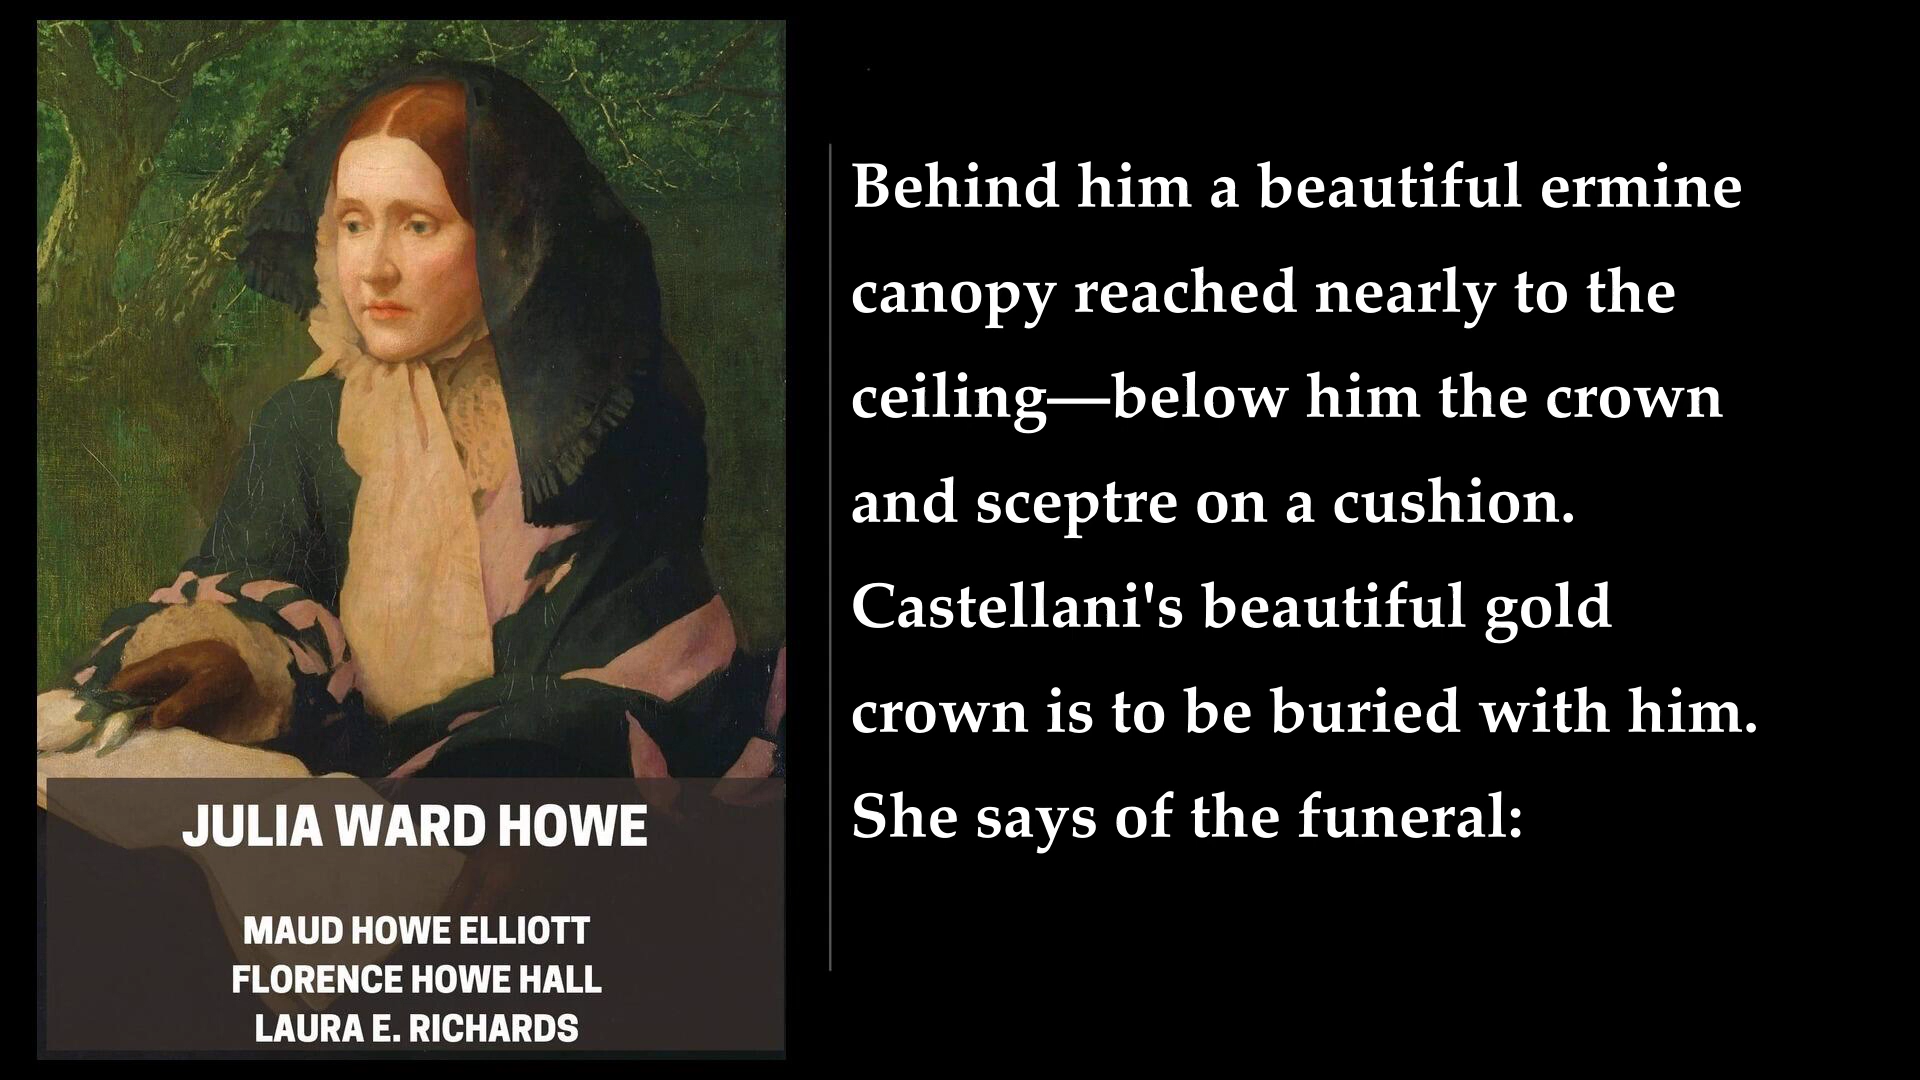 JULIA WARD HOWE
MAUD HOWE ELLIOTT
FLORENCE HOWE HALL
LAURA E. RICHARDS
Behind him a beautiful ermine
canopy reached nearly to the
ceiling—below him the crown
and sceptre on a cushion.
Castellani's beautiful gold
crown is to be buried with him.
She says of the funeral: